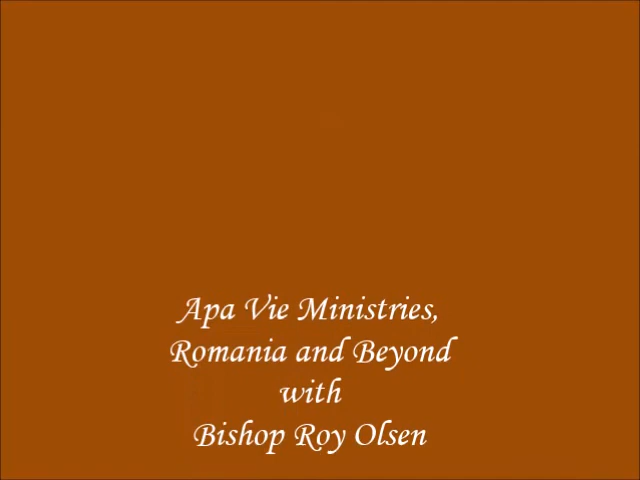 Apa Vie Ministries,
Romania and Beyond
with
Bishop Roy Olsen